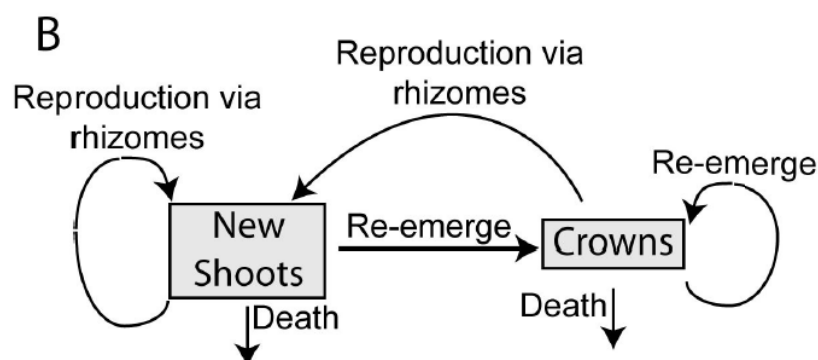 B
Reproduction via
rhizomes
Reproduction via
rhizomes
Re-emerge
New
Shoots
Re-emerge
Crowns
Death
Death